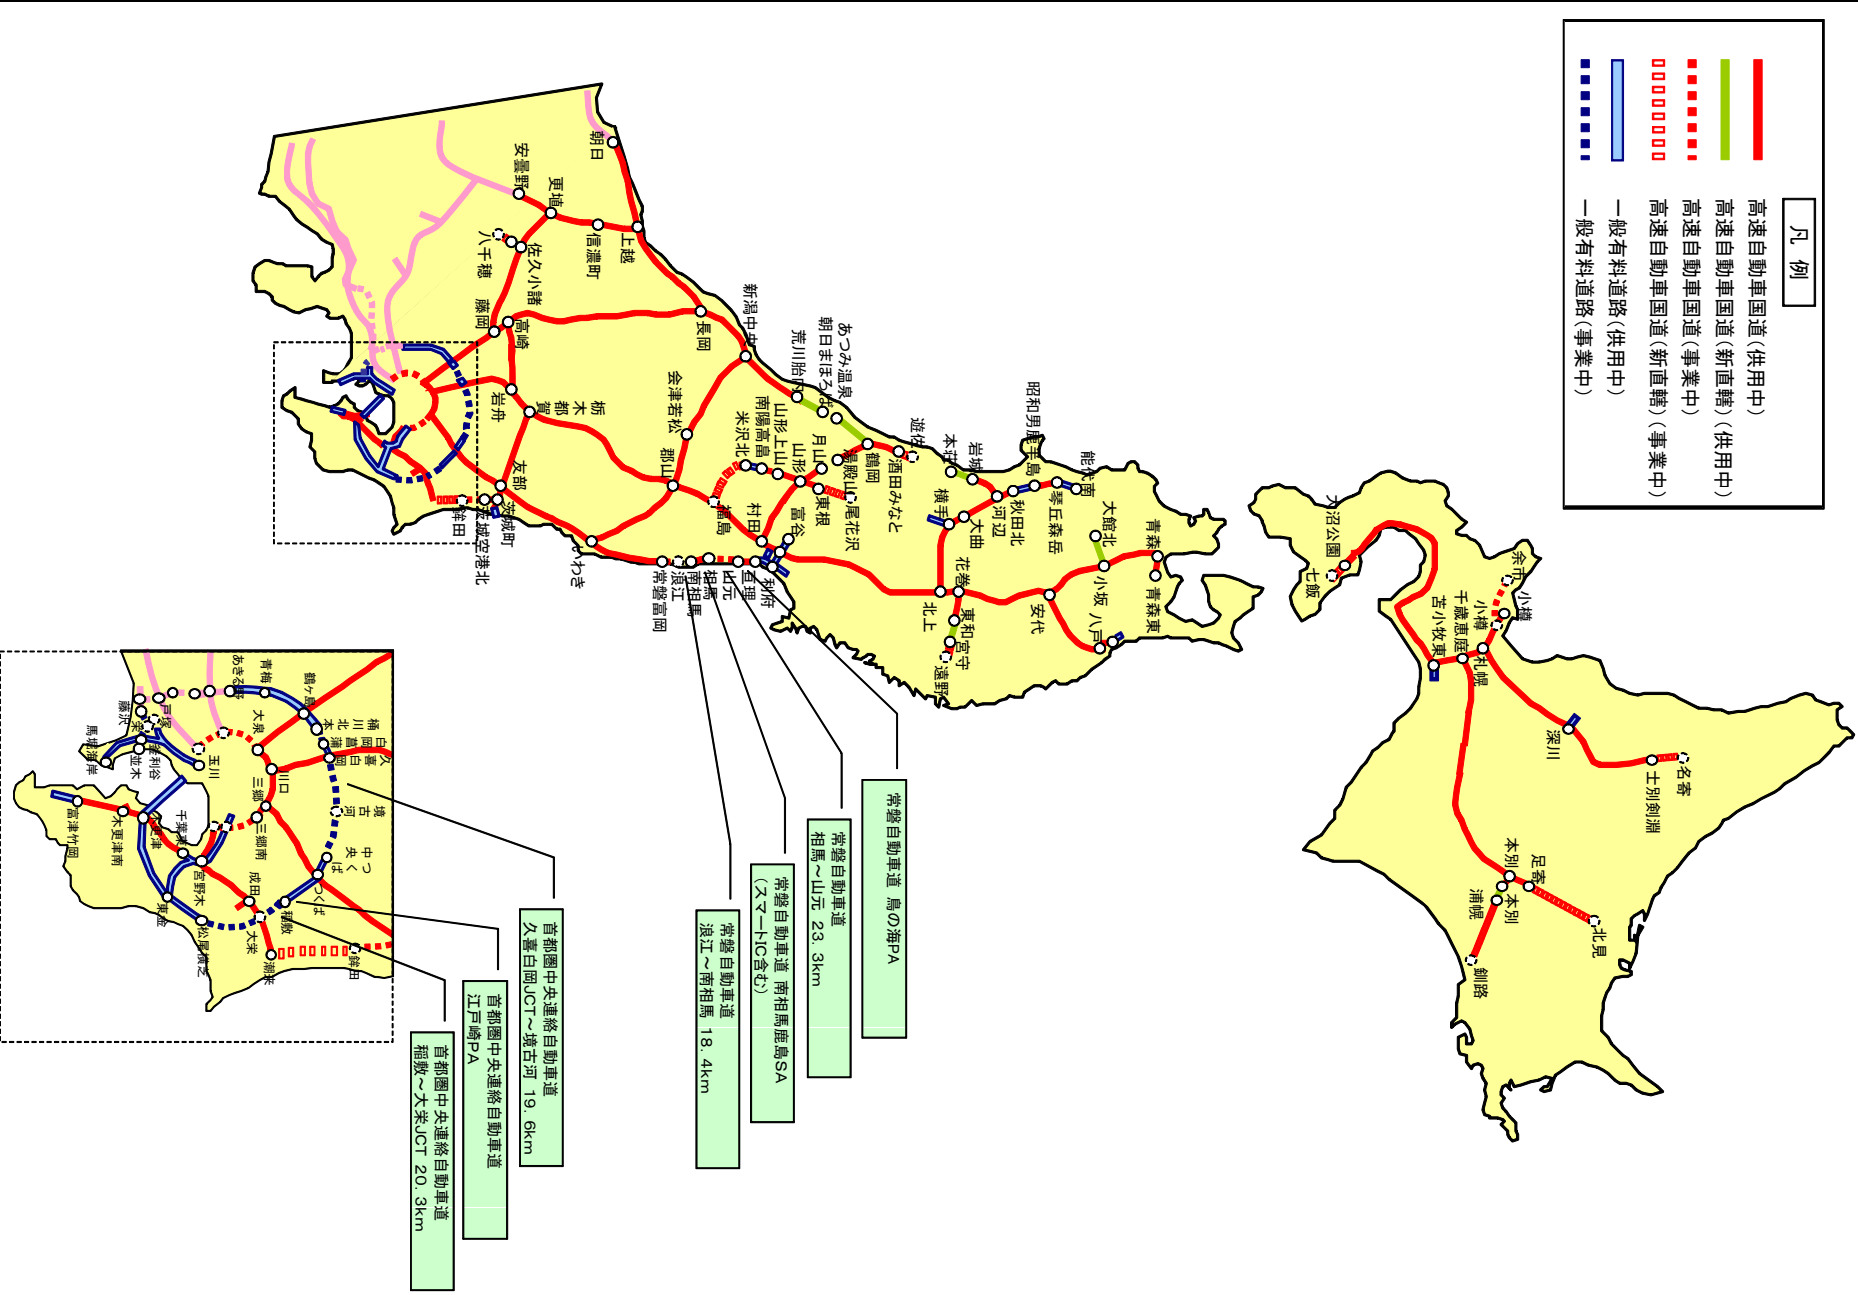 凡例
高速自動車国道(供用中)
高速自動車国道(新直轄)(供用中)
高速自動車国道(事業中)
高速自動車国道(新直轄)(事業中)
一般有料道路(供用中)
一般有料道路(事業中)
名寄
士別剣淵
深川
余市
小樽
小樽
札幌
千歳恵庭
苫小牧東
大沼公園
七飯
足寄
本別
本別
浦幌
北見
釧路
青森
青森東
大館北
小坂
八戸
安代
能代南
琴丘森岳
昭和男鹿半島
秋田北
河辺
岩城
本荘
大曲
横手
花巻
北上
東和
宮守
遠野
遊佐
酒田みなと
鶴岡
湯殿山
あつみ温泉
朝日まほろば
荒川胎内
新潟中央
月山
尾花沢
東根
山形
山形上山
南陽高畠
米沢北
富谷
村田
福島
利府
亘理
山元
相馬
南相馬
浪江
常磐富岡
会津若松
郡山
いわき
長岡
上越
朝日
信濃町
更埴
安曇野
佐久小諸
八千穂
藤岡
高崎
岩舟
栃木都賀
友部
茨城町
茨城空港北
鉾田
常磐自動車道 鳥の海PA
常磐自動車道
相馬~山元 23.3km
常磐自動車道 南相馬鹿島SA
(スマートIC含む)
常磐自動車道
浪江~南相馬 18.4km
首都圏中央連絡自動車道
久喜白岡JCT~境古河 19.6km
首都圏中央連絡自動車道
江戸崎PA
首都圏中央連絡自動車道
稲敷~大栄JCT 20.3km
久喜白岡
白岡菖蒲
桶川北本
鶴ヶ島
青梅
あきる野
境古河
つくば中央
つくば
稲敷
大泉
川口
三郷
三郷南
玉川
戸塚
藤沢
釜利谷
並木
馬堀海岸
千葉東
宮野木
木更津
木更津南
富津竹岡
東金
松尾横芝
成田
大栄
潮来
鉾田